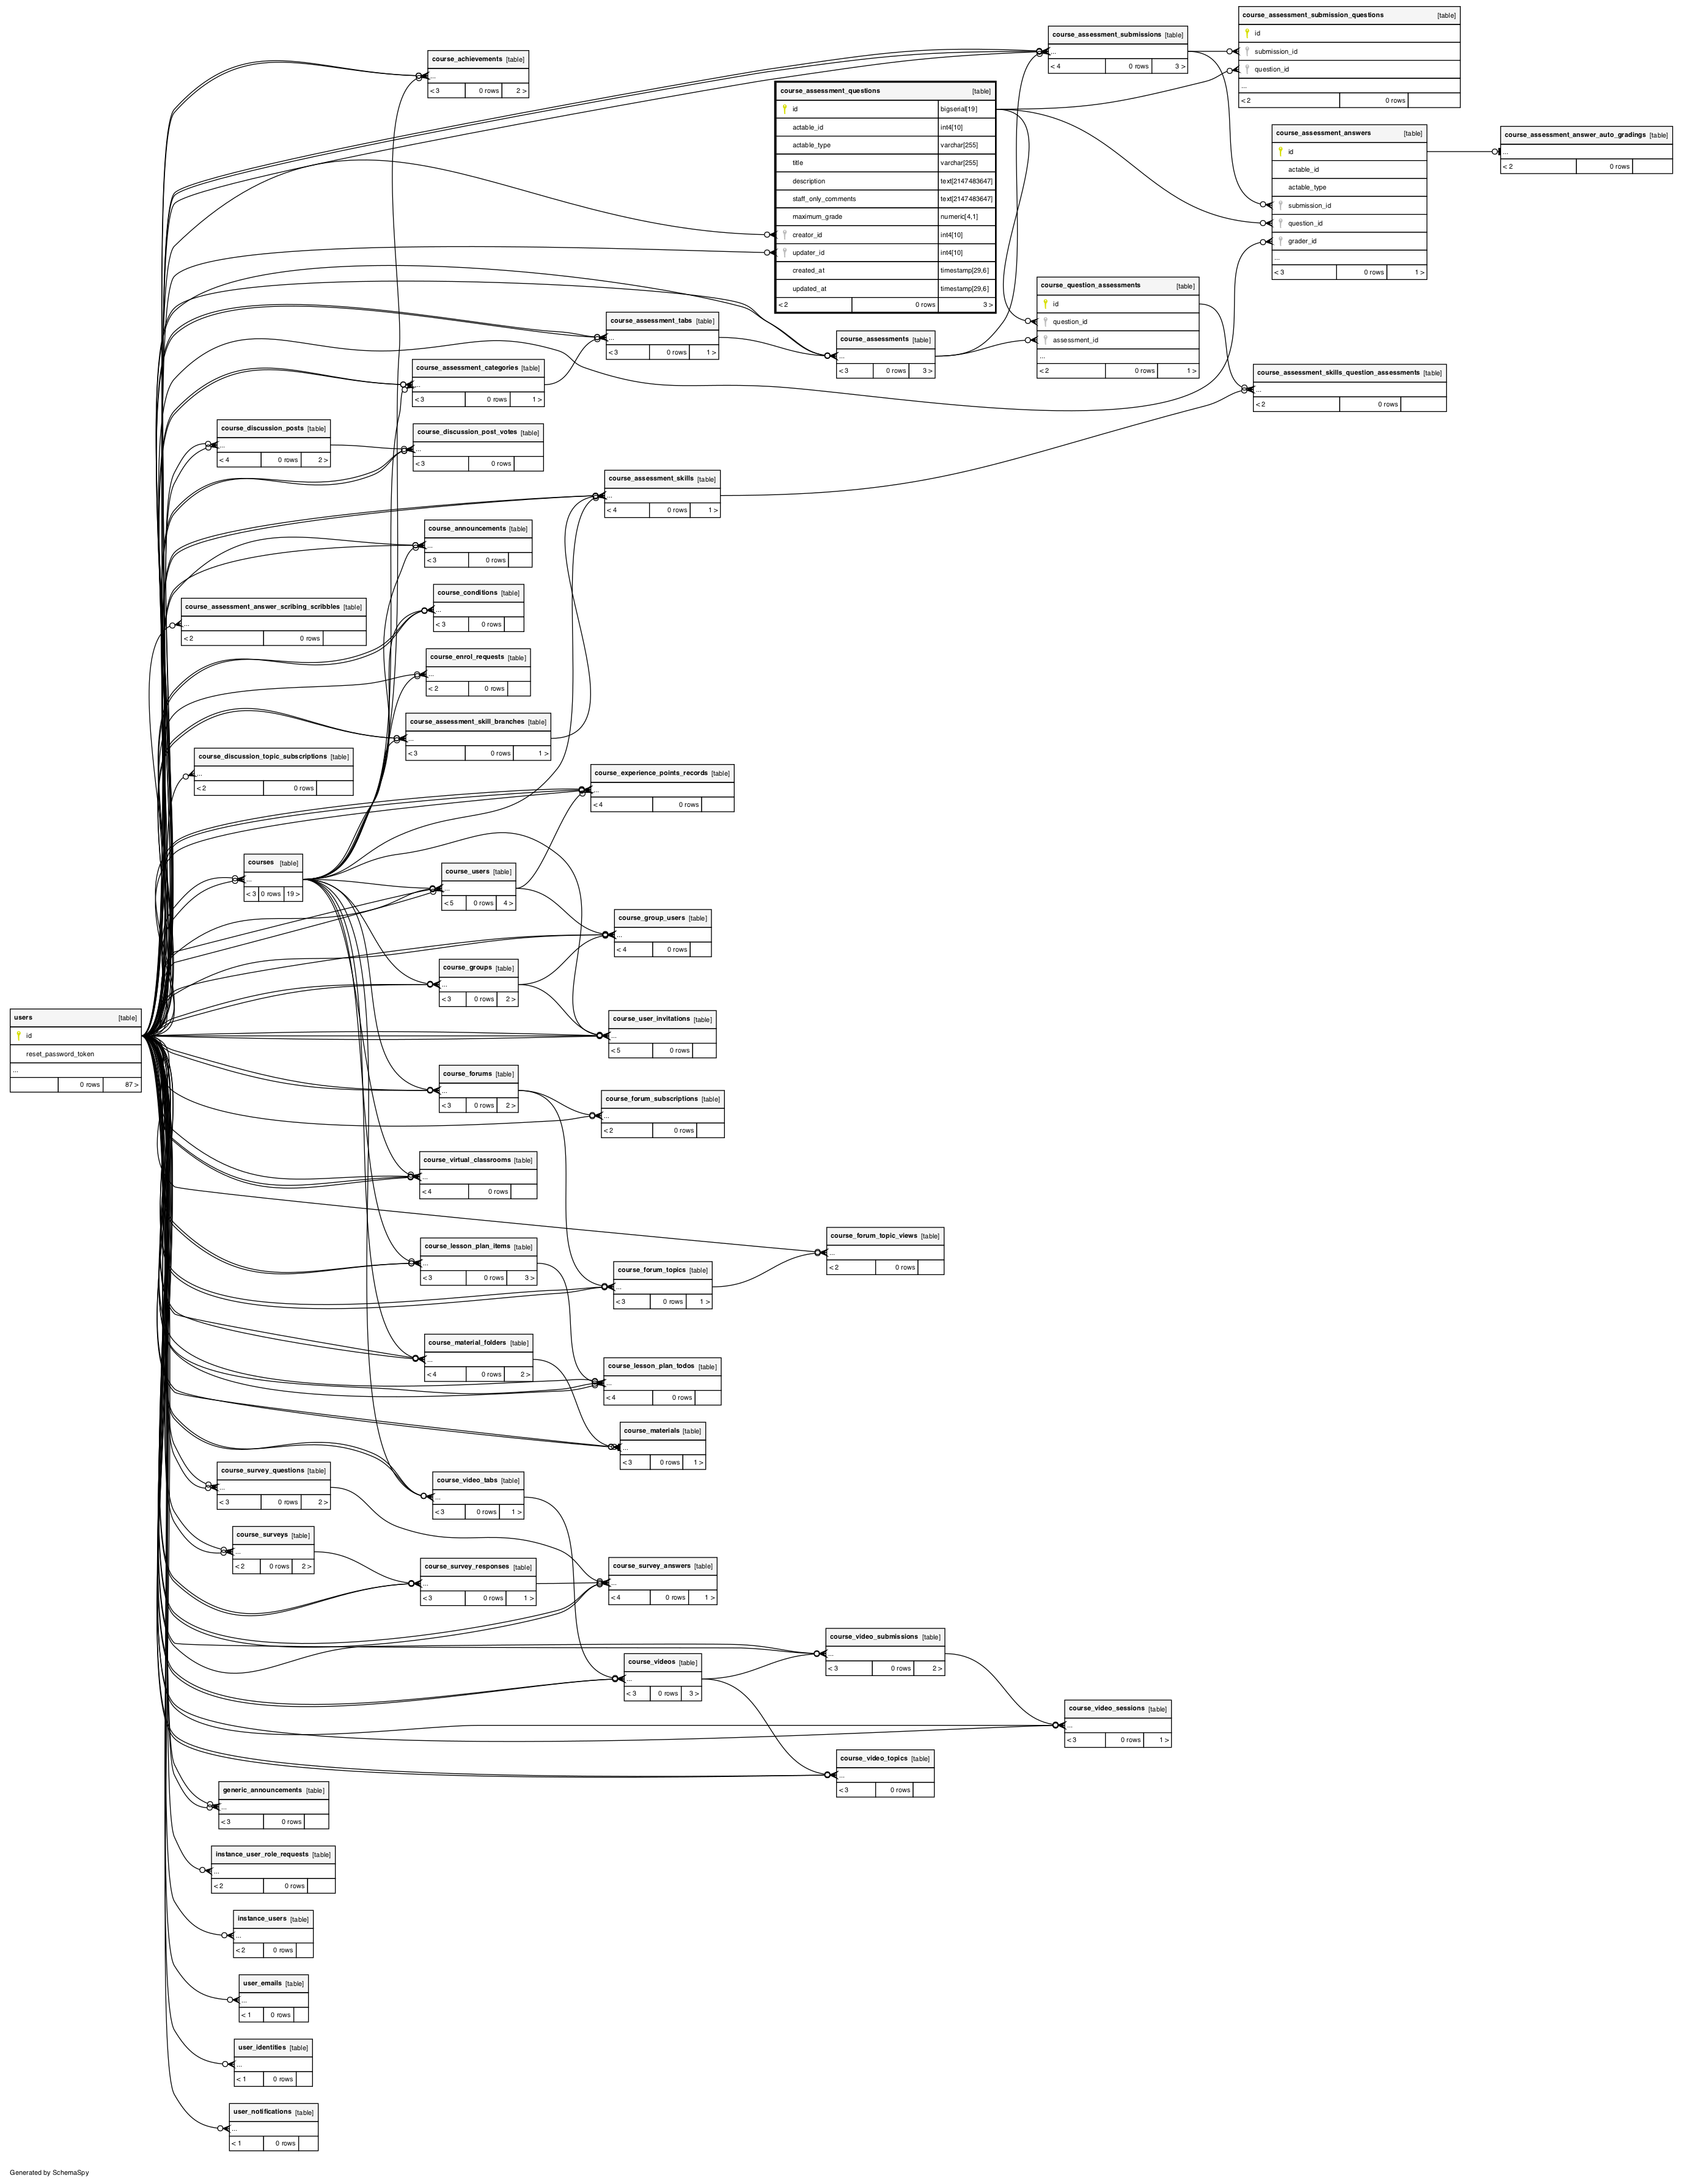 course_assessment_submission_questions [table]
id
submission_id
question_id
...
< 2 0 rows
course_assessment_submissions [table]
...
< 4 0 rows 3 >
course_achievements [table]
...
< 3 0 rows 2 >
course_assessment_questions [table]
id bigserial[19]
actable_id int4[10]
actable_type varchar[255]
title varchar[255]
description text[2147483647]
staff_only_comments text[2147483647]
maximum_grade numeric[4,1]
creator_id int4[10]
updater_id int4[10]
created_at timestamp[29,6]
updated_at timestamp[29,6]
< 2 0 rows 3 >
course_assessment_answers [table]
id
actable_id
actable_type
submission_id
question_id
grader_id
...
< 3 0 rows 1 >
course_assessment_answer_auto_gradings [table]
...
< 2 0 rows
course_question_assessments [table]
id
question_id
assessment_id
...
< 2 0 rows 1 >
course_assessment_tabs [table]
...
< 3 0 rows 1 >
course_assessments [table]
...
< 3 0 rows 3 >
course_assessment_categories [table]
...
< 3 0 rows 1 >
course_assessment_skills_question_assessments [table]
...
< 2 0 rows
course_discussion_posts [table]
...
< 4 0 rows 2 >
course_discussion_post_votes [table]
...
< 3 0 rows
course_assessment_skills [table]
...
< 4 0 rows 1 >
course_announcements [table]
...
< 3 0 rows
course_conditions [table]
...
< 3 0 rows
course_assessment_answer_scribing_scribbles [table]
...
< 2 0 rows
course_enrol_requests [table]
...
< 2 0 rows
course_assessment_skill_branches [table]
...
< 3 0 rows 1 >
course_discussion_topic_subscriptions [table]
...
< 2 0 rows
course_experience_points_records [table]
...
< 4 0 rows
courses [table]
...
< 3 0 rows 19 >
course_users [table]
...
< 5 0 rows 4 >
course_group_users [table]
...
< 4 0 rows
course_groups [table]
...
< 3 0 rows 2 >
users [table]
id
reset_password_token
...
0 rows 87 >
course_user_invitations [table]
...
< 5 0 rows
course_forums [table]
...
< 3 0 rows 2 >
course_forum_subscriptions [table]
...
< 2 0 rows
course_virtual_classrooms [table]
...
< 4 0 rows
course_forum_topic_views [table]
...
< 2 0 rows
course_lesson_plan_items [table]
...
< 3 0 rows 3 >
course_forum_topics [table]
...
< 3 0 rows 1 >
course_material_folders [table]
...
< 4 0 rows 2 >
course_lesson_plan_todos [table]
...
< 4 0 rows
course_materials [table]
...
< 3 0 rows 1 >
course_survey_questions [table]
...
< 3 0 rows 2 >
course_video_tabs [table]
...
< 3 0 rows 1 >
course_surveys [table]
...
< 2 0 rows 2 >
course_survey_responses [table]
...
< 3 0 rows 1 >
course_survey_answers [table]
...
< 4 0 rows 1 >
course_video_submissions [table]
...
< 3 0 rows 2 >
course_videos [table]
...
< 3 0 rows 3 >
course_video_sessions [table]
...
< 3 0 rows 1 >
course_video_topics [table]
...
< 3 0 rows
generic_announcements [table]
...
< 3 0 rows
instance_user_role_requests [table]
...
< 2 0 rows
instance_users [table]
...
< 2 0 rows
user_emails [table]
...
< 1 0 rows
user_identities [table]
...
< 1 0 rows
user_notifications [table]
...
< 1 0 rows
Generated by SchemaSpy